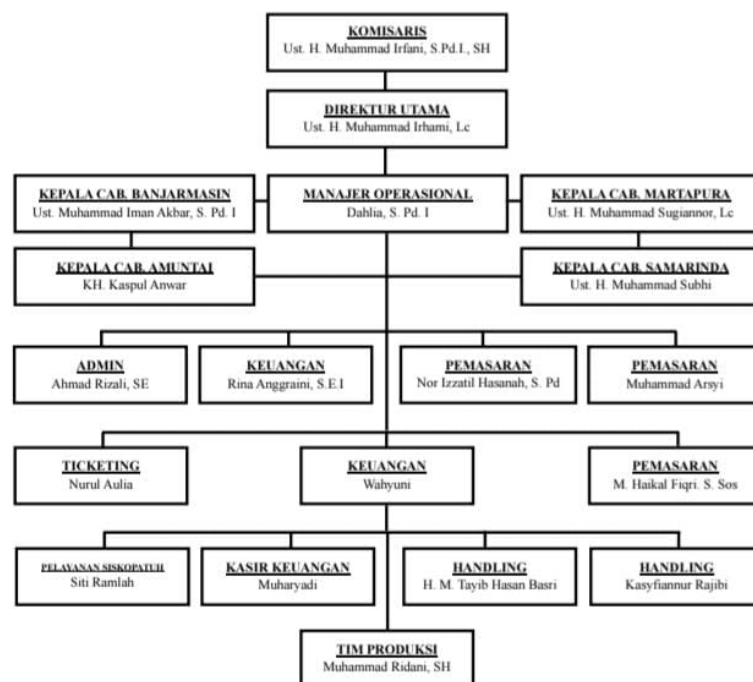 KOMISARIS
Ust. H. Muhammad Irfani, S.Pd.I., SH
DIREKTUR UTAMA
Ust. H. Muhammad Irhami, Lc
KEPALA CAB. BANJARMASIN
Ust. Muhammad Iman Akbar, S. Pd. I
MANAJER OPERASIONAL
Dahlia, S. Pd. I
KEPALA CAB. MARTAPURA
Ust. H. Muhammad Sugiannor, Lc
KEPALA CAB. AMUNTAI
KH. Kaspul Anwar
KEPALA CAB. SAMARINDA
Ust. H. Muhammad Subhi
ADMIN
Ahmad Rizali, SE
KEUANGAN
Rina Anggraini, S.E.I
PEMASARAN
Nor Izzatil Hasanah, S. Pd
PEMASARAN
Muhammad Arsyi
TICKETING
Nurul Aulia
KEUANGAN
Wahyuni
PEMASARAN
M. Haikal Fiqri. S. Sos
PELAYANAN SISKOPATUH
Siti Ramlah
KASIR KEUANGAN
Muharyadi
HANDLING
H. M. Tayib Hasan Basri
HANDLING
Kasyfiannur Rajibi
TIM PRODUKSI
Muhammad Ridani, SH